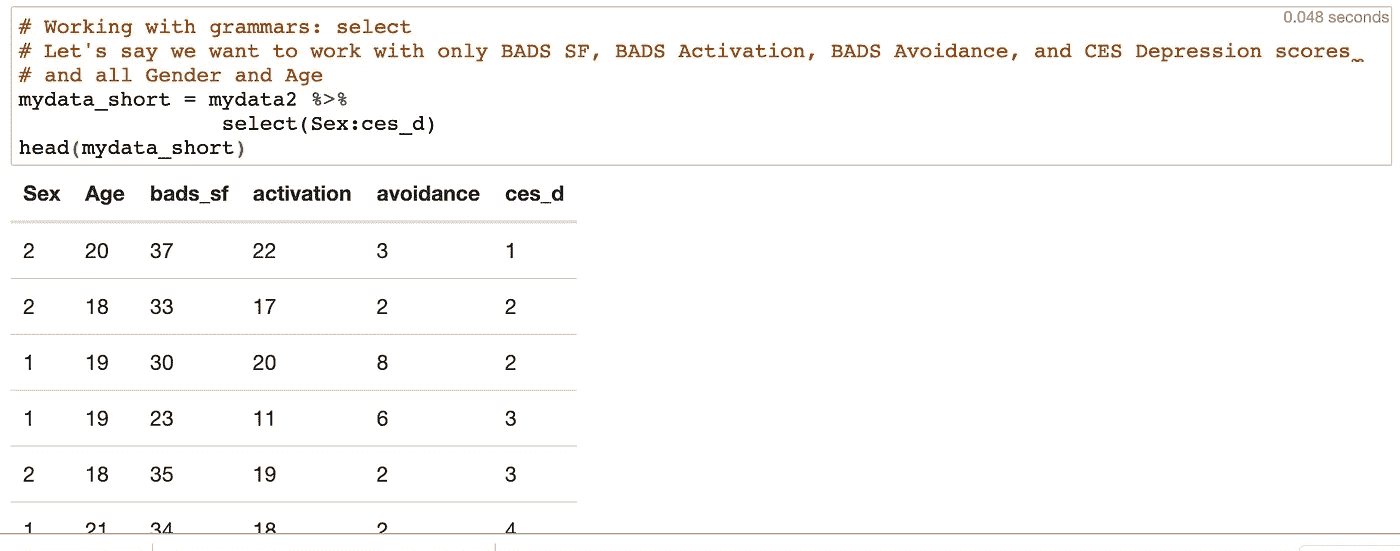 0.048 seconds
# Working with grammars: select
# Let's say we want to work with only BADS SF, BADS Activation, BADS Avoidance, and CES Depression scores
# and all Gender and Age
mydata_short = mydata2 %>%
select(Sex:ces_d)
head(mydata_short)
Sex Age bads_sf activation avoidance ces_d
2 20 37 22 3 1
2 18 33 17 2 2
1 19 30 20 8 2
1 19 23 11 6 3
2 18 35 19 2 3
1 21 34 18 2 4